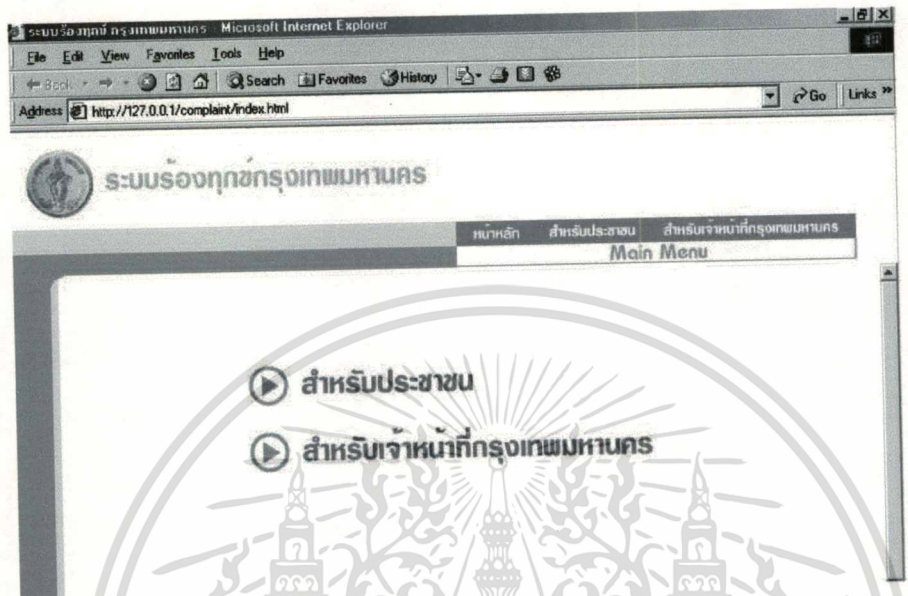 ระบบร้องทุกข์ กรุงเทพมหานคร - Microsoft Internet Explorer
File Edit View Favorites Tools Help
Back Search Favorites History
Address http://127.0.0.1/complaint/index.html Go Links »
ระบบร้องทุกข์กรุงเทพมหานคร
หน้าหลัก สำหรับประชาชน สำหรับเจ้าหน้าที่กรุงเทพมหานคร
Main Menu
สำหรับประชาชน
สำหรับเจ้าหน้าที่กรุงเทพมหานคร